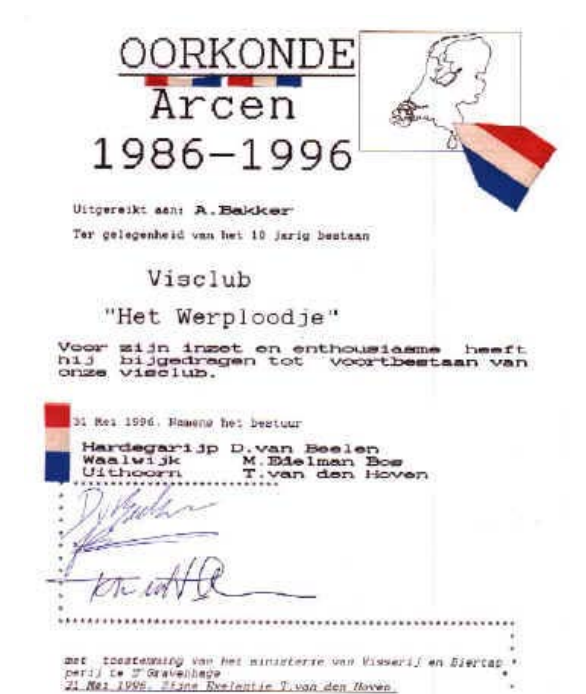 OORKONDE
Arcen
1986-1996
Uitgereikt aan: A.Bakker
Ter gelegenheid van het 10 jarig bestaan
Visclub
"Het Werploodje"
Voor zijn inzet en enthousiasme heeft
hij bijgedragen tot voortbestaan van
onze visclub.
31 Mei 1996. Namens het bestuur
Hardegarijp D.van Beelen
Waalwijk M.Edelman Bos
Uithoorn T.van den Hoven
met toestemming van het ministerie van Visserij en Biertap
perij te S'Gravenhage
31 Mei 1996. Zijne Exelentie T.van den Hoven.